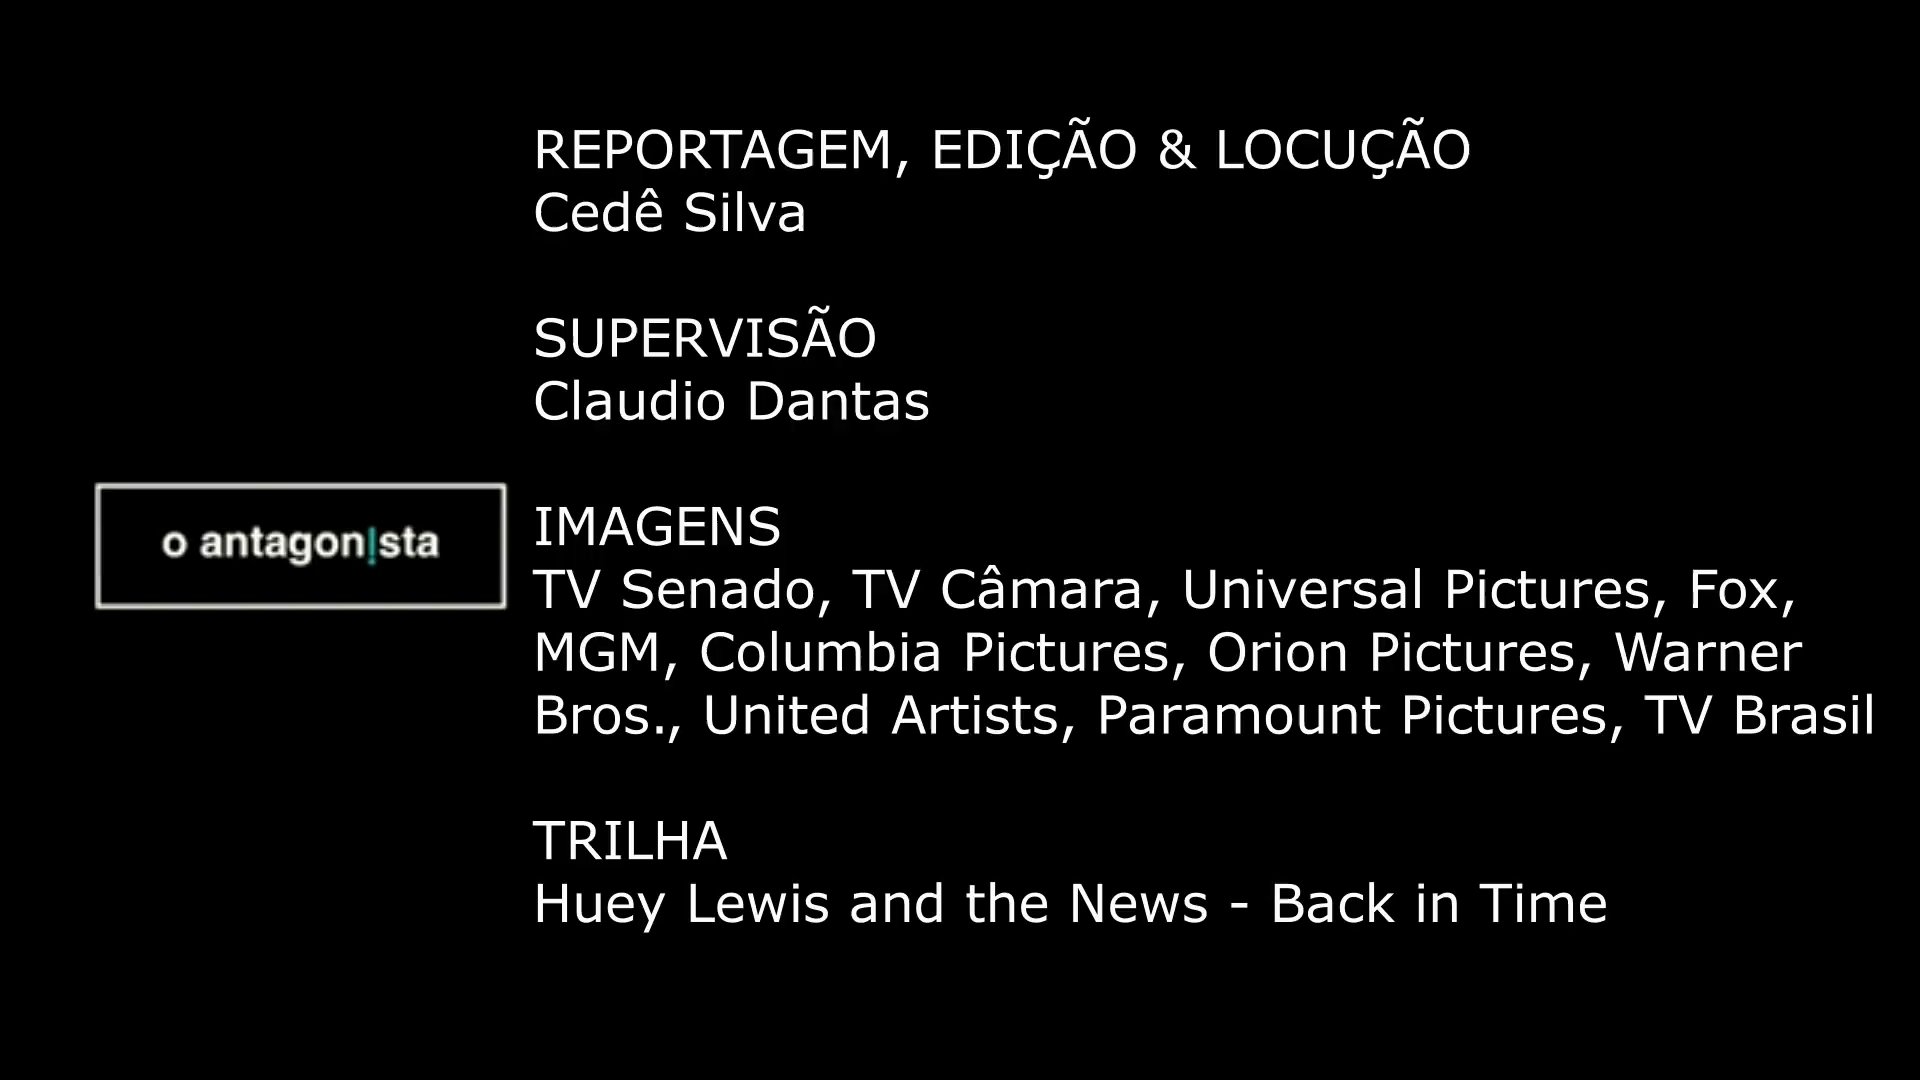 REPORTAGEM, EDIÇÃO & LOCUÇÃO
Cedê Silva
SUPERVISÃO
Claudio Dantas
o antagon!sta
IMAGENS
TV Senado, TV Câmara, Universal Pictures, Fox,
MGM, Columbia Pictures, Orion Pictures, Warner
Bros., United Artists, Paramount Pictures, TV Brasil
TRILHA
Huey Lewis and the News - Back in Time